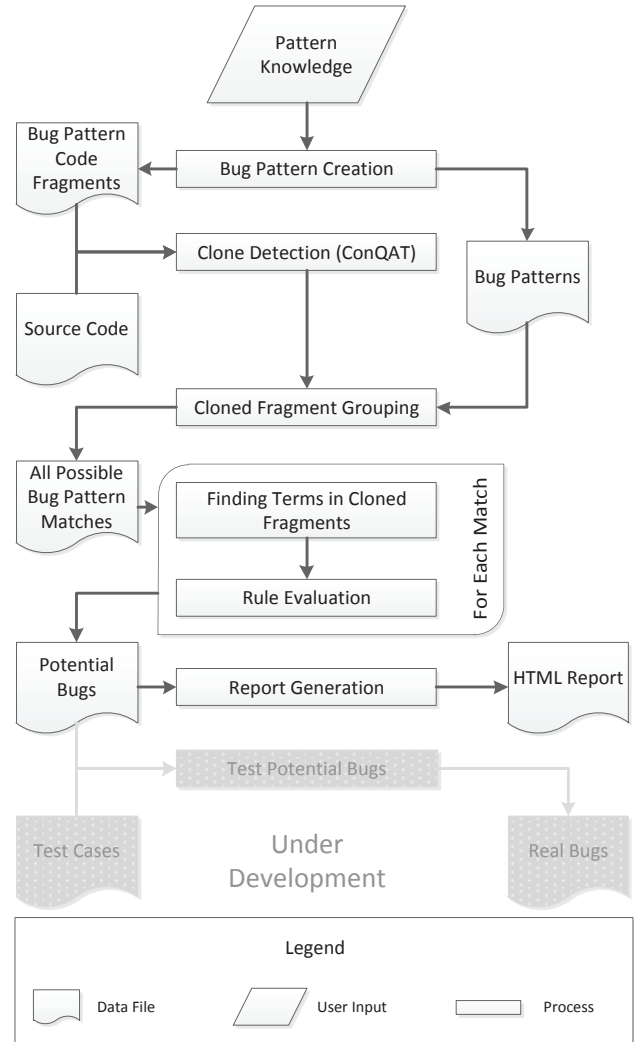 Pattern
Knowledge
Bug Pattern
Code
Fragments
Bug Pattern Creation
Clone Detection (ConQAT)
Bug Patterns
Source Code
Cloned Fragment Grouping
All Possible
Bug Pattern
Matches
Finding Terms in Cloned
Fragments
For Each Match
Rule Evaluation
Potential
Bugs
Report Generation
HTML Report
Test Potential Bugs
Test Cases
Under
Development
Real Bugs
Legend
Data File
User Input
Process